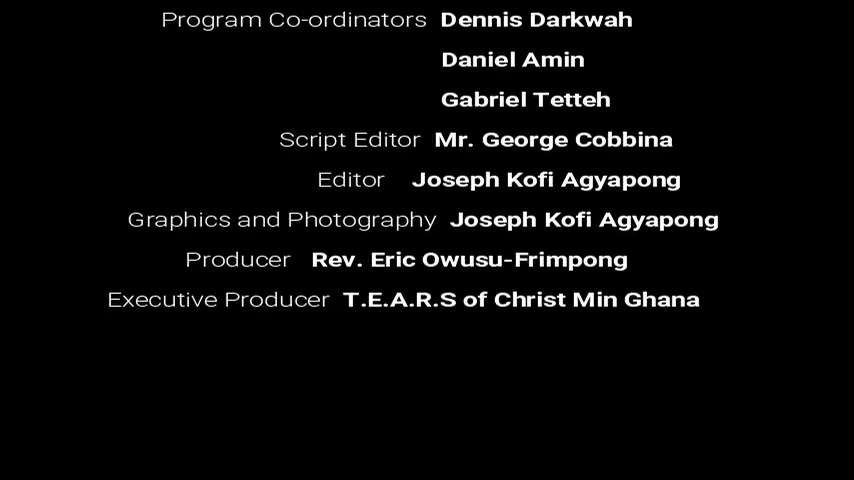 Program Co-ordinators Dennis Darkwah
Daniel Amin
Gabriel Tetteh
Script Editor Mr. George Cobbina
Editor Joseph Kofi Agyapong
Graphics and Photography Joseph Kofi Agyapong
Producer Rev. Eric Owusu-Frimpong
Executive Producer T.E.A.R.S of Christ Min Ghana